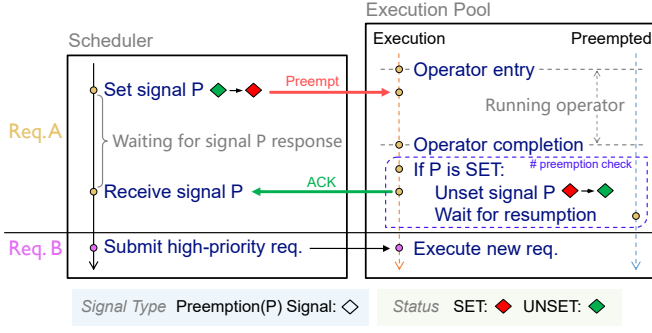 Execution Pool
Scheduler
Execution
Preempted
Set signal P
Preempt
Operator entry
Running operator
Req.A
Waiting for signal P response
Operator completion
# preemption check
If P is SET:
Receive signal P
ACK
Unset signal P
Wait for resumption
Req. B
Submit high-priority req.
Execute new req.
Signal Type Preemption(P) Signal:
Status SET: UNSET: